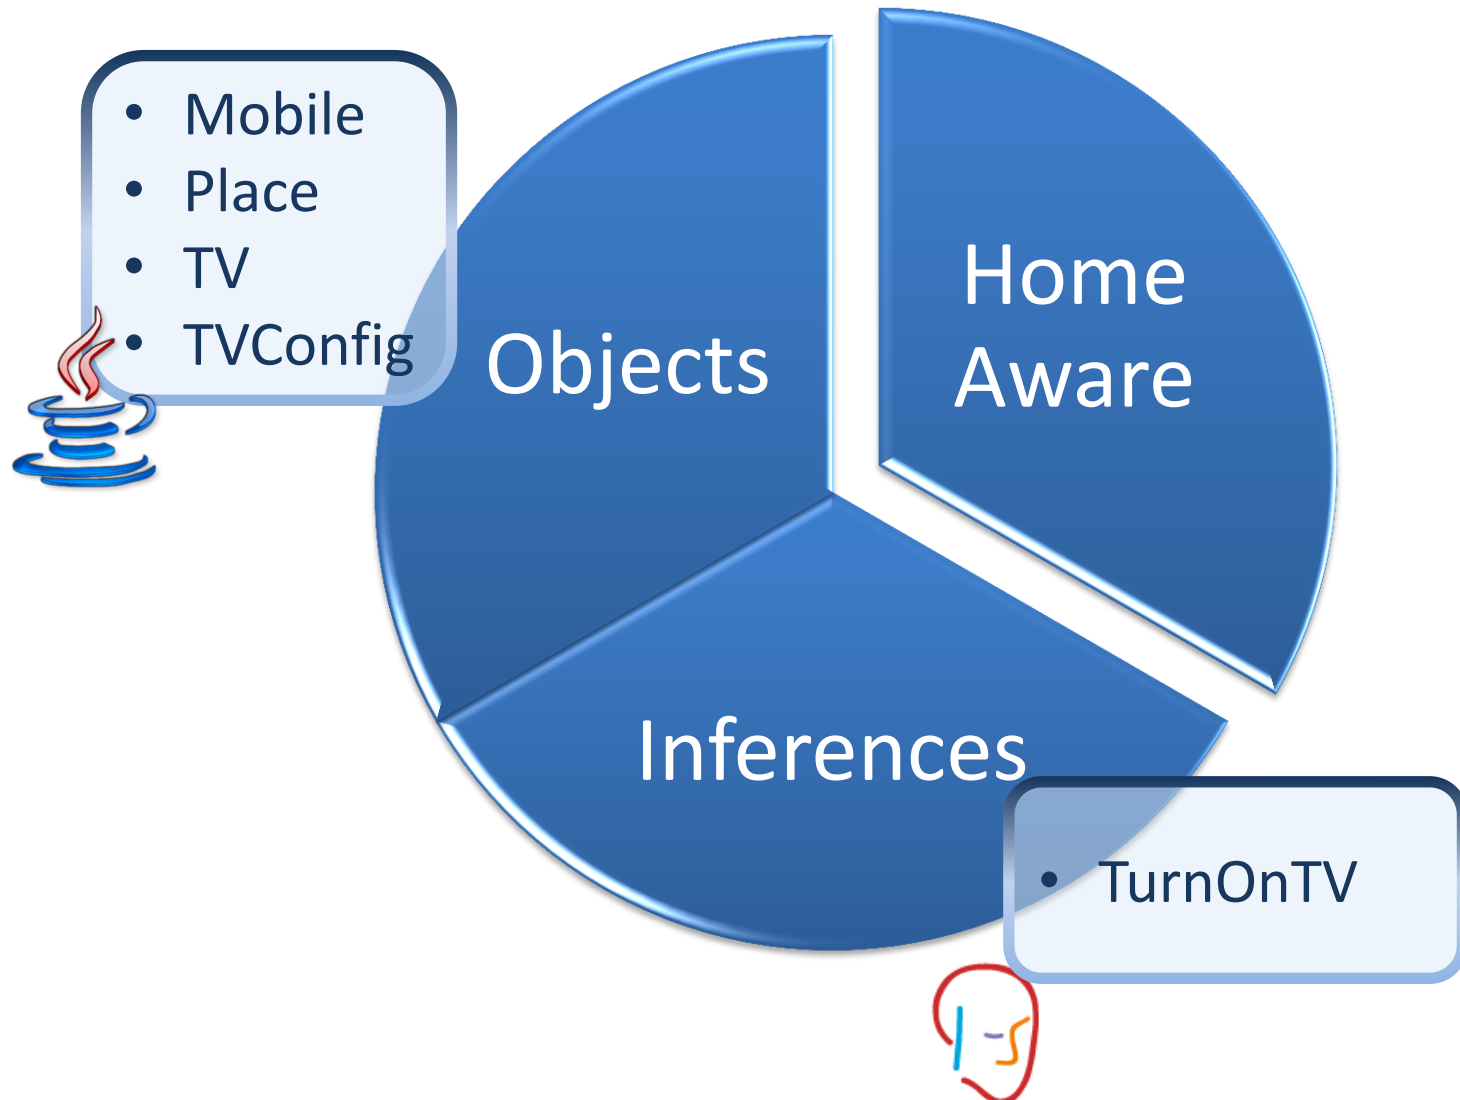 • Mobile
• Place
• TV
• TVConfig
Objects
Home
Aware
Inferences
• TurnOnTV